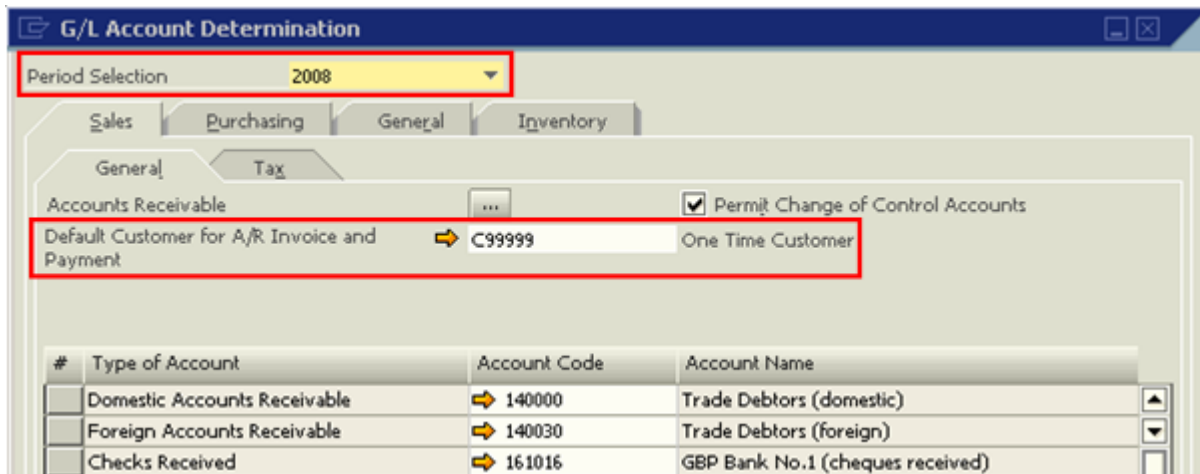 G/L Account Determination
Period Selection 2008
Sales Purchasing General Inventory
General Tax
Accounts Receivable ... Permit Change of Control Accounts
Default Customer for A/R Invoice and C99999 One Time Customer
Payment
# Type of Account Account Code Account Name
Domestic Accounts Receivable 140000 Trade Debtors (domestic)
Foreign Accounts Receivable 140030 Trade Debtors (foreign)
Checks Received 161016 GBP Bank No.1 (cheques received)